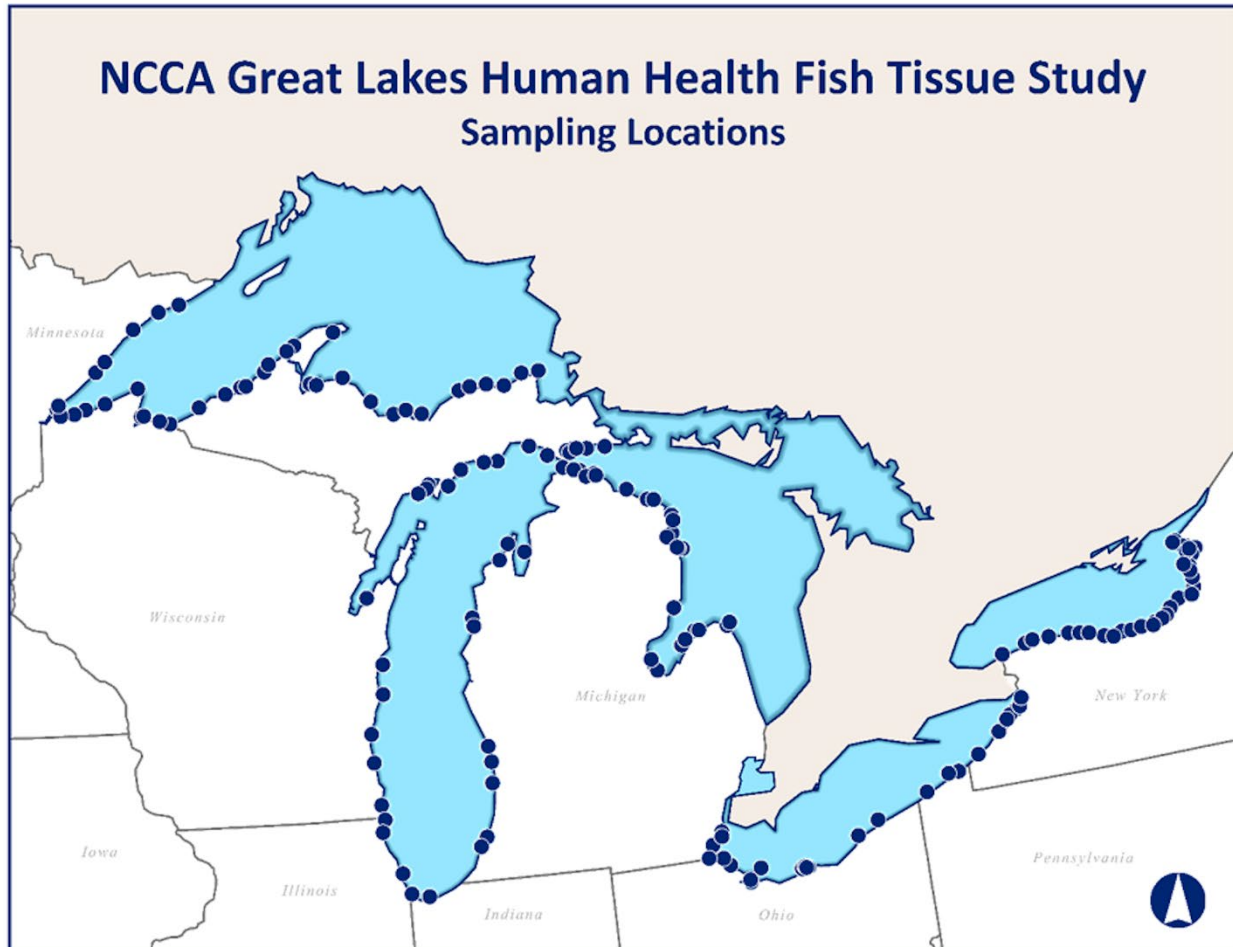 NCCA Great Lakes Human Health Fish Tissue Study
Sampling Locations
Minnesota
Wisconsin
Michigan
New York
Iowa
Illinois
Indiana
Ohio
Pennsylvania